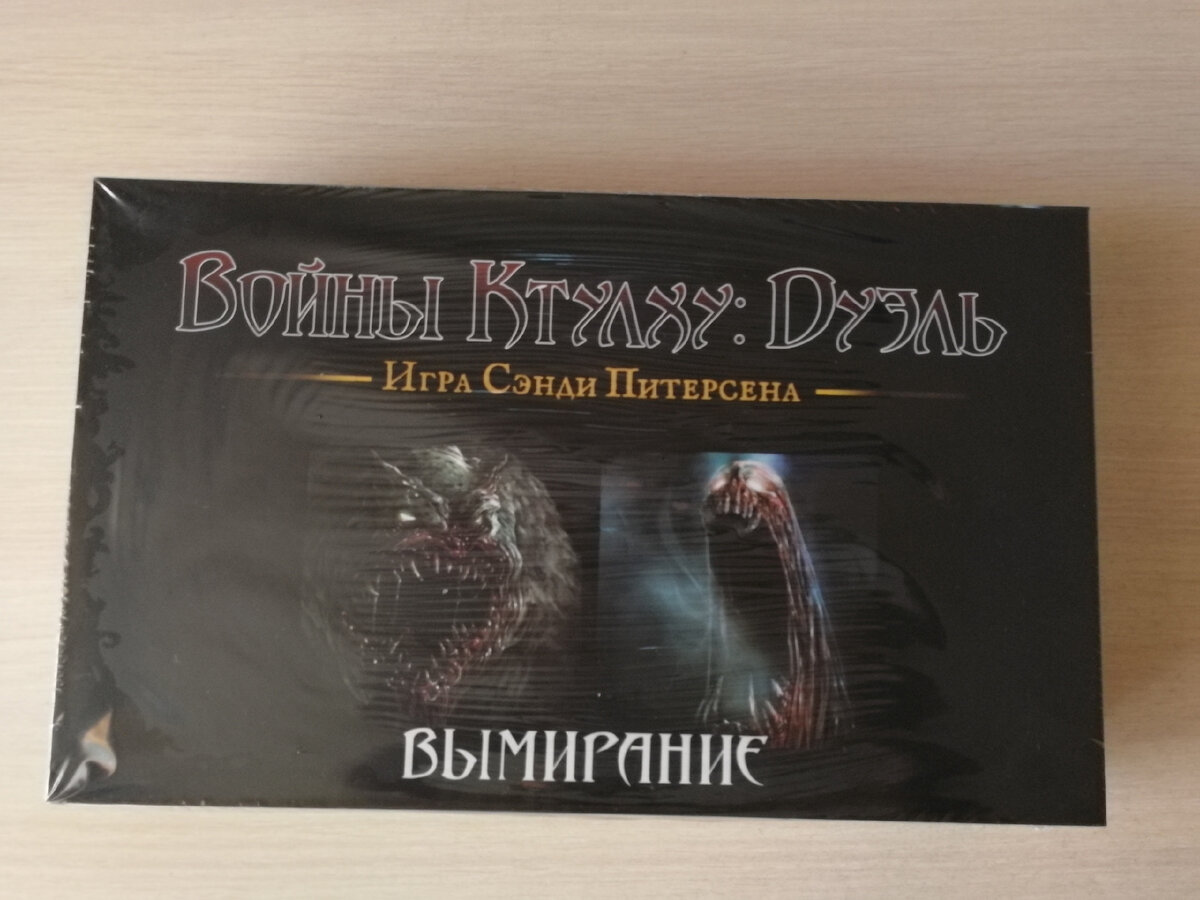 Войны Ктулху: Дуэль
Игра Сэнди Питерсена
Вымирание